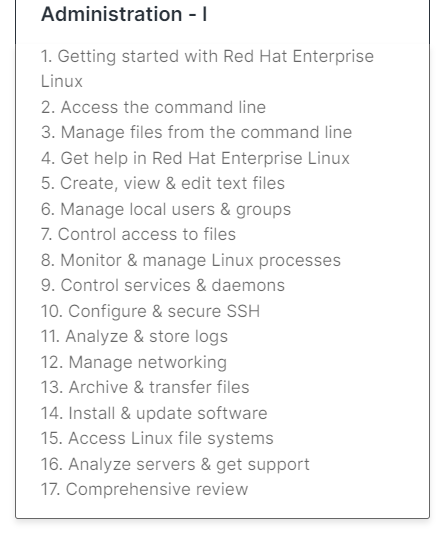 Administration - I
1. Getting started with Red Hat Enterprise
Linux
2. Access the command line
3. Manage files from the command line
4. Get help in Red Hat Enterprise Linux
5. Create, view & edit text files
6. Manage local users & groups
7. Control access to files
8. Monitor & manage Linux processes
9. Control services & daemons
10. Configure & secure SSH
11. Analyze & store logs
12. Manage networking
13. Archive & transfer files
14. Install & update software
15. Access Linux file systems
16. Analyze servers & get support
17. Comprehensive review